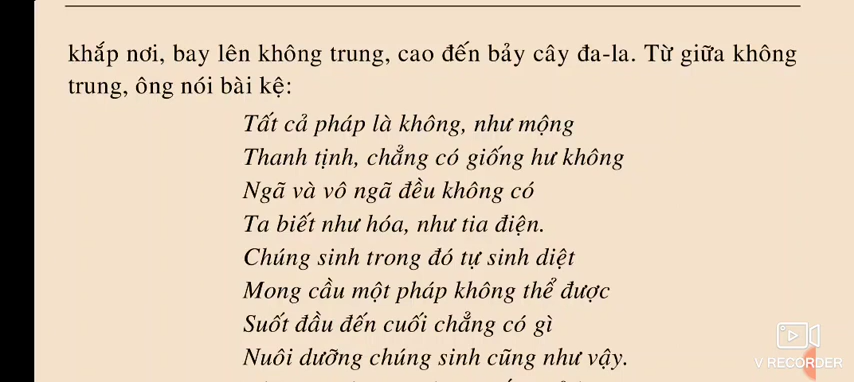 khắp nơi, bay lên không trung, cao đến bảy cây đa-la. Từ giữa không
trung, ông nói bài kệ:
Tất cả pháp là không, như mộng
Thanh tịnh, chẳng có giống hư không
Ngã và vô ngã đều không có
Ta biết như hóa, như tia điện.
Chúng sinh trong đó tự sinh diệt
Mong cầu một pháp không thể được
Suốt đầu đến cuối chẳng có gì
Nuôi dưỡng chúng sinh cũng như vậy.
V RECORDER